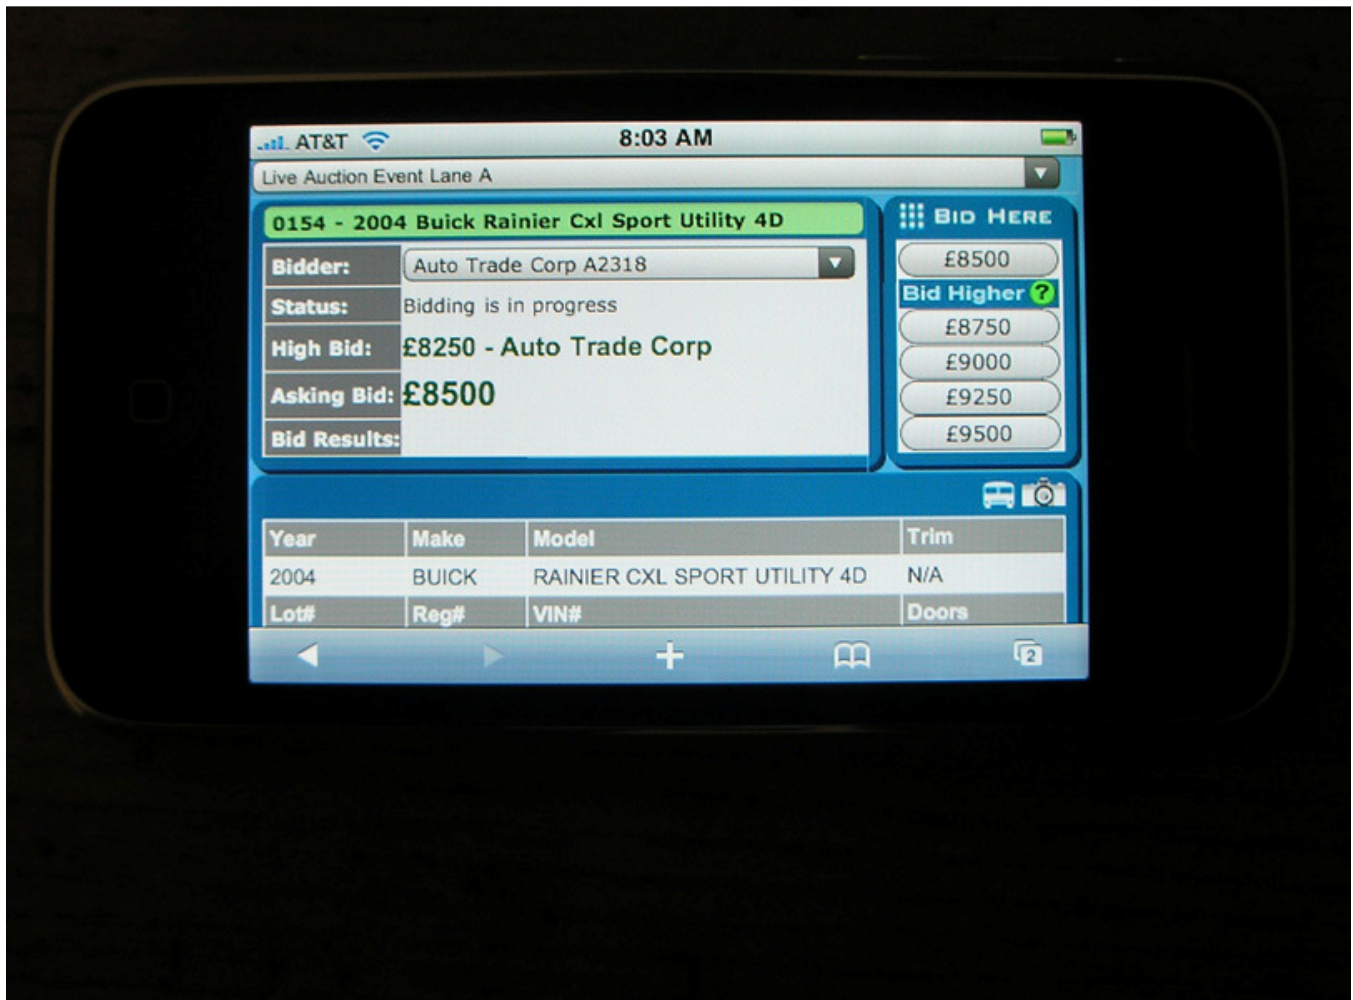 AT&T 8:03 AM
Live Auction Event Lane A
0154 - 2004 Buick Rainier Cxl Sport Utility 4D
Bidder: Auto Trade Corp A2318
Status: Bidding is in progress
High Bid: £8250 - Auto Trade Corp
Asking Bid: £8500
Bid Results:
BID HERE
£8500
Bid Higher ?
£8750
£9000
£9250
£9500
Year Make Model Trim
2004 BUICK RAINIER CXL SPORT UTILITY 4D N/A
Lot# Reg# VIN# Doors
2